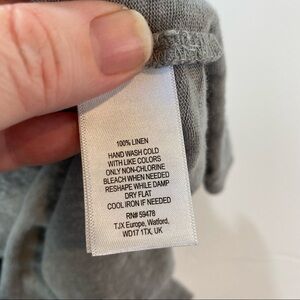 100% LINEN
HAND WASH COLD
WITH LIKE COLORS
ONLY NON-CHLORINE
BLEACH WHEN NEEDED
RESHAPE WHILE DAMP
DRY FLAT
COOL IRON IF NEEDED
RN# 59478
TJX Europe, Watford,
WD17 1TX, UK